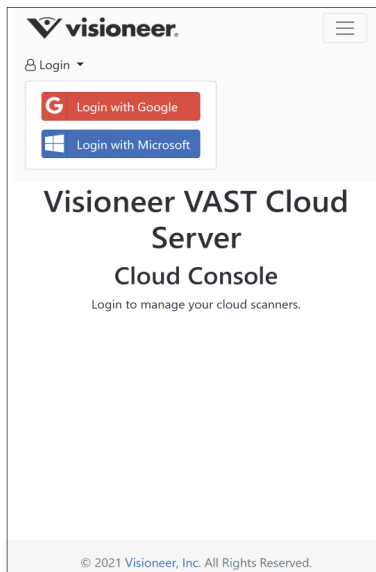 visioneer®
Login
Login with Google
Login with Microsoft
Visioneer VAST Cloud
Server
Cloud Console
Login to manage your cloud scanners.
© 2021 Visioneer, Inc. All Rights Reserved.